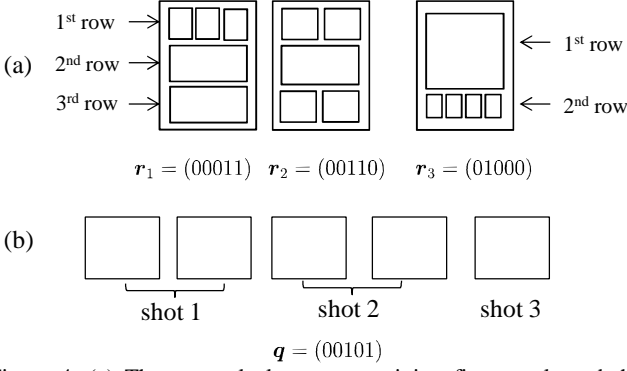 1st row
2nd row
3rd row
(a)
1st row
2nd row
r1 = (00011) r2 = (00110) r3 = (01000)
(b)
shot 1 shot 2 shot 3
q = (00101)